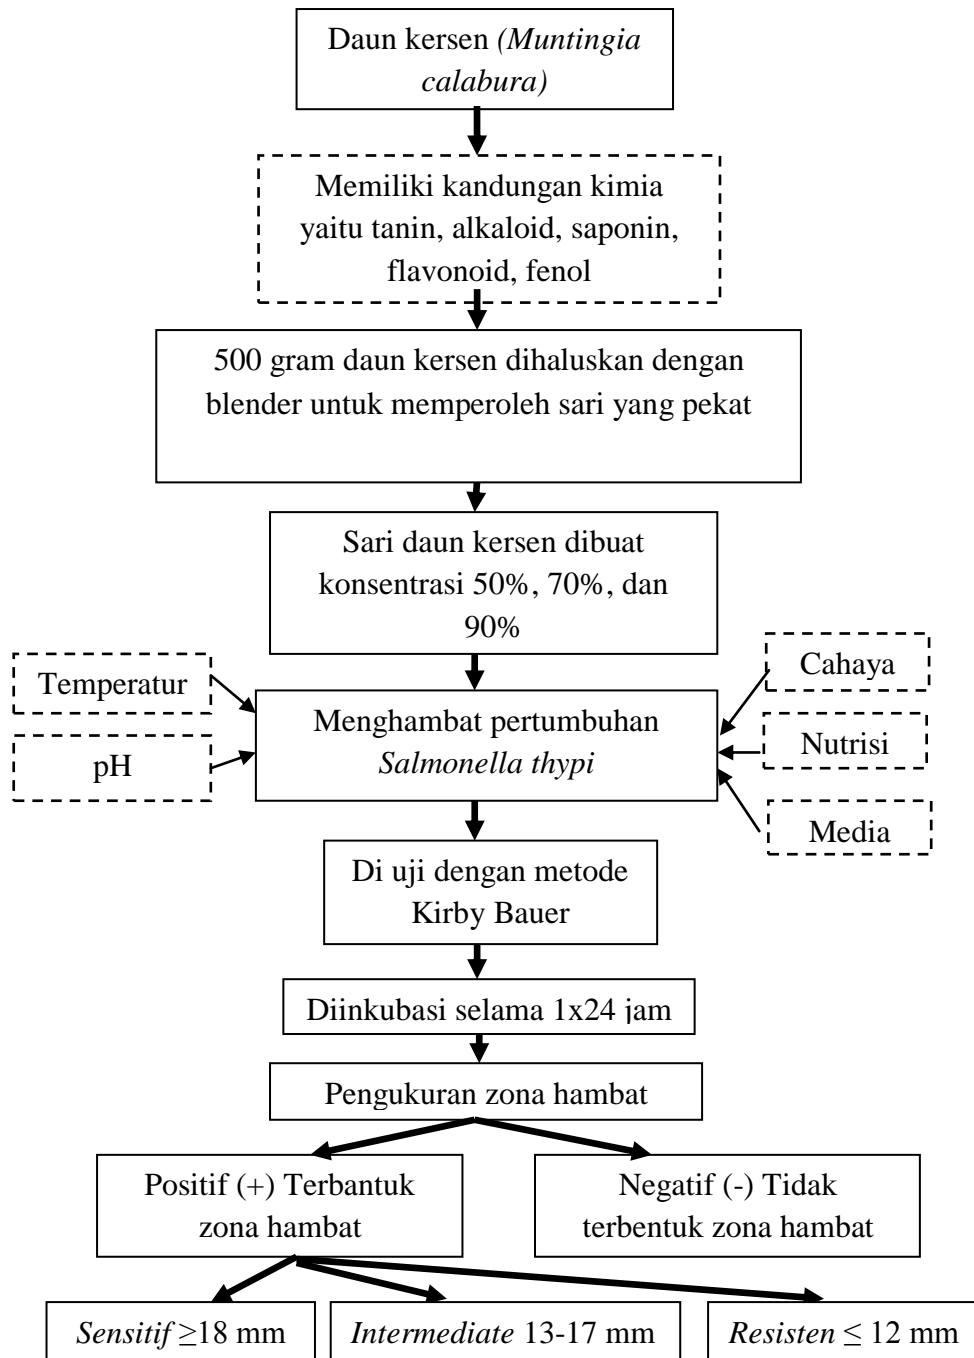 Daun kersen (Muntingia
calabura)
Memiliki kandungan kimia
yaitu tanin, alkaloid, saponin,
flavonoid, fenol
500 gram daun kersen dihaluskan dengan
blender untuk memperoleh sari yang pekat
Sari daun kersen dibuat
konsentrasi 50%, 70%, dan
90%
Temperatur
pH
Menghambat pertumbuhan
Salmonella thypi
Cahaya
Nutrisi
Media
Di uji dengan metode
Kirby Bauer
Diinkubasi selama 1x24 jam
Pengukuran zona hambat
Positif (+) Terbantuk
zona hambat
Negatif (-) Tidak
terbentuk zona hambat
Sensitif ≥18 mm
Intermediate 13-17 mm
Resisten ≤ 12 mm